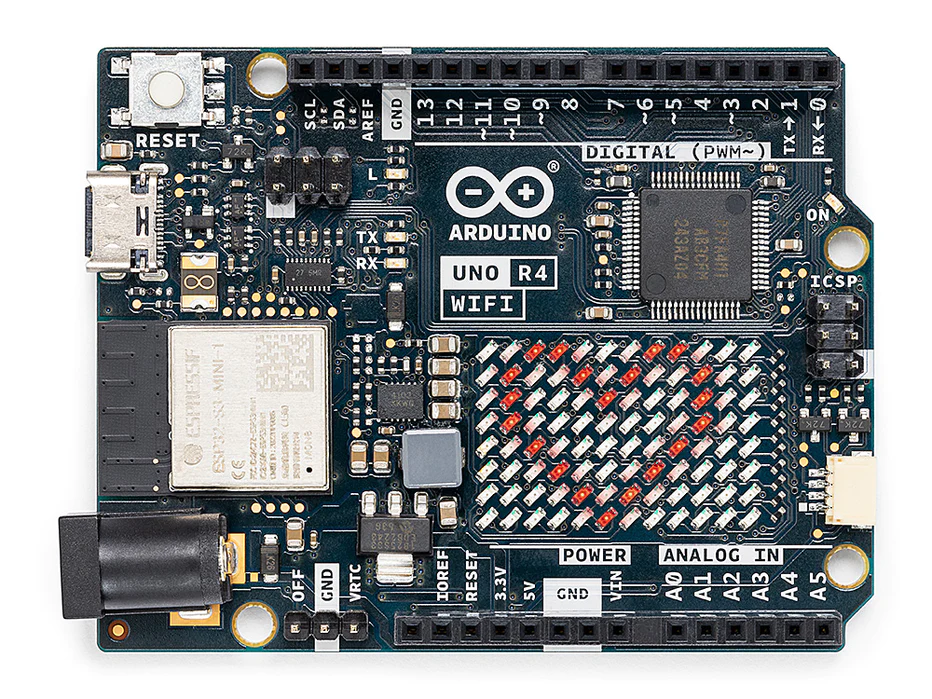 RESET
SCL
SDA
AREF
GND
13
12
~11
~10
~9
8
7
~6
~5
4
~3
2
TX→1
RX←0
DIGITAL (PWM~)
L
®
ARDUINO
TX
RX
ON
UNO R4
WIFI
ICSP
ESP32-S3-MINI-1
CE
POWER
ANALOG IN
OFF
GND
VRTC
IOREF
RESET
3.3V
5V
GND
VIN
A0
A1
A2
A3
A4
A5